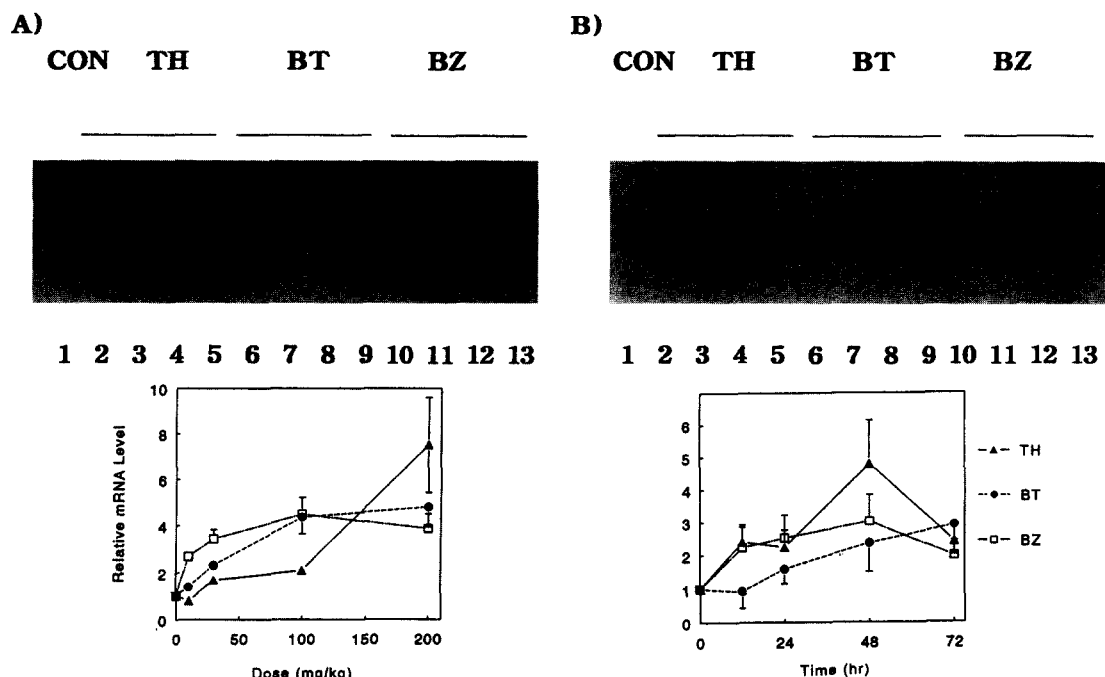 A)
CON TH BT BZ
1 2 3 4 5 6 7 8 9 10 11 12 13
Relative mRNA Level
10
8
6
4
2
0
0 50 100 150 200
Dose (mg/kg)
B)
CON TH BT BZ
1 2 3 4 5 6 7 8 9 10 11 12 13
6
5
4
3
2
1
0
0 24 48 72
Time (hr)
TH
BT
BZ